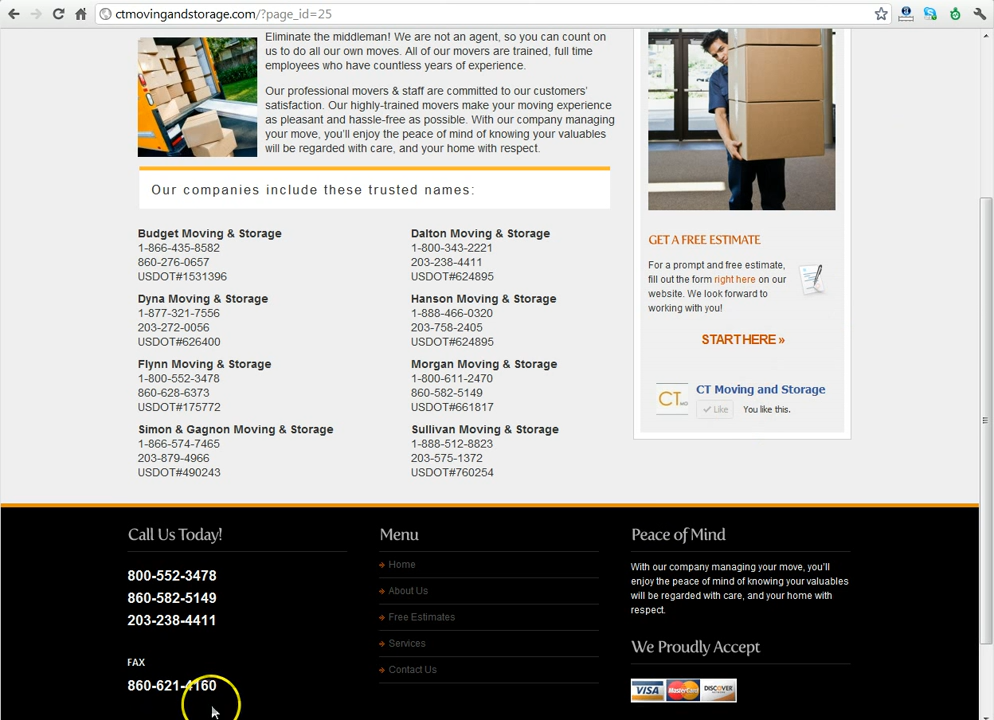 ctmovingandstorage.com/?page_id=25
Eliminate the middleman! We are not an agent, so you can count on
us to do all our own moves. All of our movers are trained, full time
employees who have countless years of experience.
Our professional movers & staff are committed to our customers'
satisfaction. Our highly-trained movers make your moving experience
as pleasant and hassle-free as possible. With our company managing
your move, you'll enjoy the peace of mind of knowing your valuables
will be regarded with care, and your home with respect.
Our companies include these trusted names:
Budget Moving & Storage
1-866-435-8582
860-276-0657
USDOT#1531396
Dalton Moving & Storage
1-800-343-2221
203-238-4411
USDOT#624895
Dyna Moving & Storage
1-877-321-7556
203-272-0056
USDOT#626400
Hanson Moving & Storage
1-888-466-0320
203-758-2405
USDOT#624895
Flynn Moving & Storage
1-800-552-3478
860-628-6373
USDOT#175772
Morgan Moving & Storage
1-800-611-2470
860-582-5149
USDOT#661817
Simon & Gagnon Moving & Storage
1-866-574-7465
203-879-4966
USDOT#490243
Sullivan Moving & Storage
1-888-512-8823
203-575-1372
USDOT#760254
GET A FREE ESTIMATE
For a prompt and free estimate,
fill out the form right here on our
website. We look forward to
working with you!
START HERE »
CT
CT Moving and Storage
Like
You like this.
Call Us Today!
800-552-3478
860-582-5149
203-238-4411
FAX
860-621-4160
Menu
Home
About Us
Free Estimates
Services
Contact Us
Peace of Mind
With our company managing your move, you'll
enjoy the peace of mind of knowing your valuables
will be regarded with care, and your home with
respect.
We Proudly Accept
VISA
MasterCard
DISCOVER